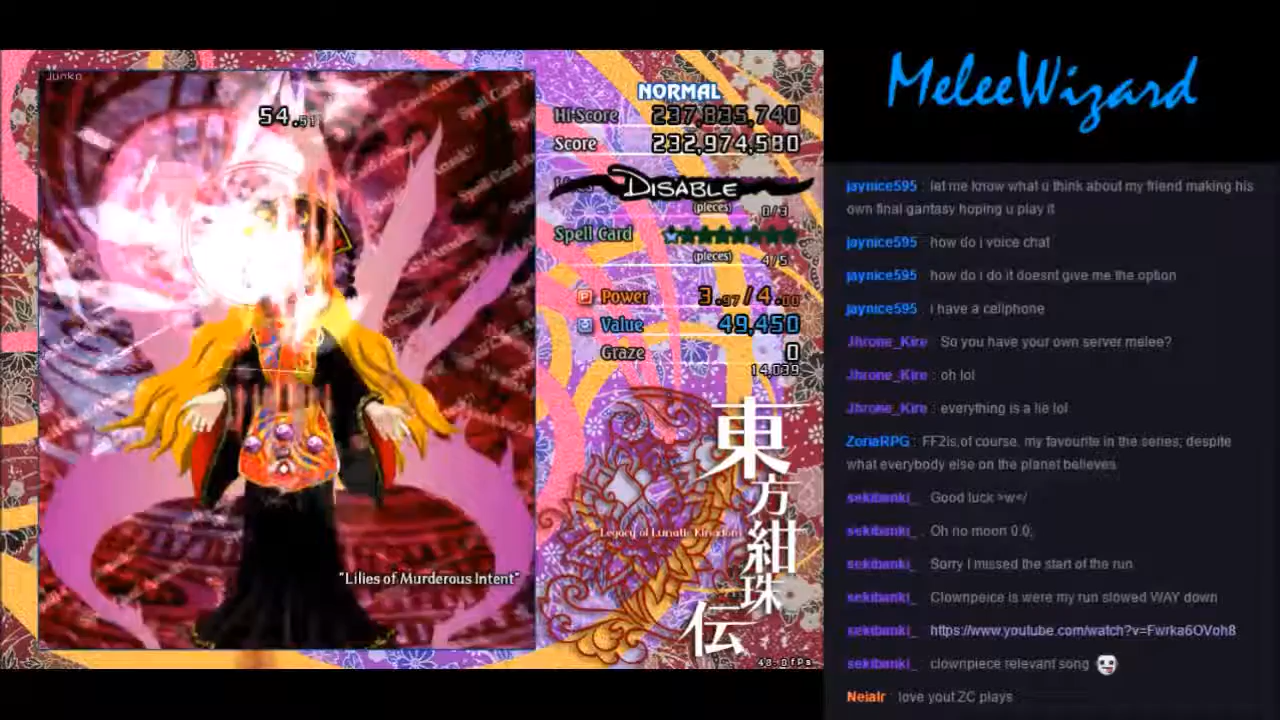 Junko
54.51
"Lilies of Murderous Intent"
NORMAL
Hi-Score 237,835,740
Score 232,974,580
DISABLE
(pieces) 0/3
Spell Card
(pieces) 4/5
Power 3.97/4.00
Value 49,450
Graze 0
14,039
東方紺珠伝
Legacy of Lunatic Kingdom
48.0fps
MeleeWizard
jaynice595 : let me know what u think about my friend making his
own final gantasy hoping u play it
jaynice595 : how do i voice chat
jaynice595 : how do i do it doesnt give me the option
jaynice595 : i have a cellphone
Jhrone_Kire : So you have your own server melee?
Jhrone_Kire : oh lol
Jhrone_Kire : everything is a lie lol
ZoriaRPG : FF2is,of course, my favourite in the series; despite
what everybody else on the planet believes.
sekibanki_ : Good luck >w</
sekibanki_ : Oh no moon 0.0;
sekibanki_ : Sorry I missed the start of the run
sekibanki_ : Clownpeice is were my run slowed WAY down
sekibanki_ : https://www.youtube.com/watch?v=Fwrka6OVoh8
sekibanki_ : clownpiece relevant song
Neialr : love yout ZC plays